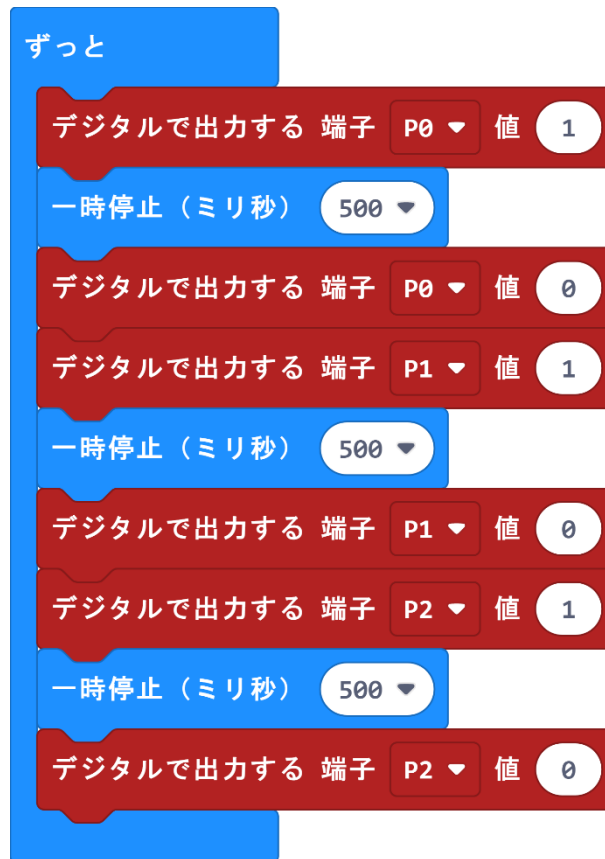 ずっと
デジタルで出力する 端子 P0 値 1
一時停止（ミリ秒） 500
デジタルで出力する 端子 P0 値 0
デジタルで出力する 端子 P1 値 1
一時停止（ミリ秒） 500
デジタルで出力する 端子 P1 値 0
デジタルで出力する 端子 P2 値 1
一時停止（ミリ秒） 500
デジタルで出力する 端子 P2 値 0